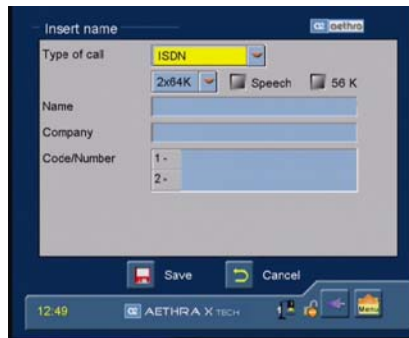 Insert name
aethra
Type of call ISDN
2x64K Speech 56 K
Name
Company
Code/Number 1 -
2 -
Save Cancel
12:49 AETHRA X TECH Menu